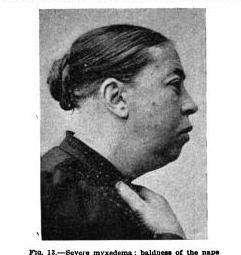 Fig. 13.—Severe myxedema; baldness of the nape